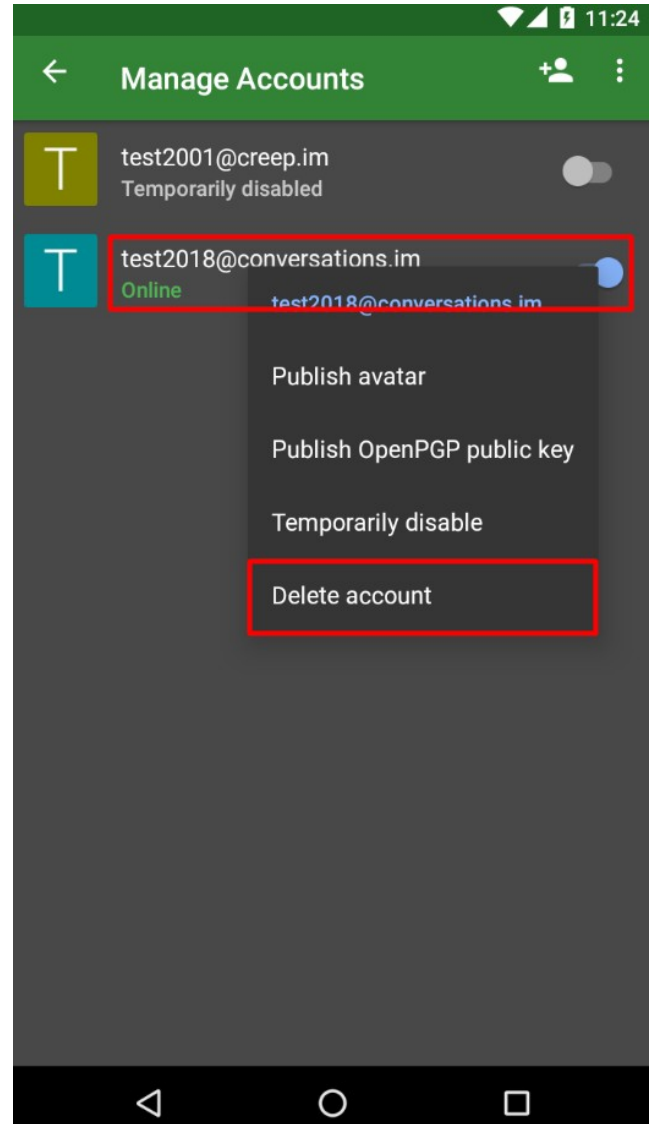 11:24
Manage Accounts
T
test2001@creep.im
Temporarily disabled
T
test2018@conversations.im
Online
test2018@conversations.im
Publish avatar
Publish OpenPGP public key
Temporarily disable
Delete account